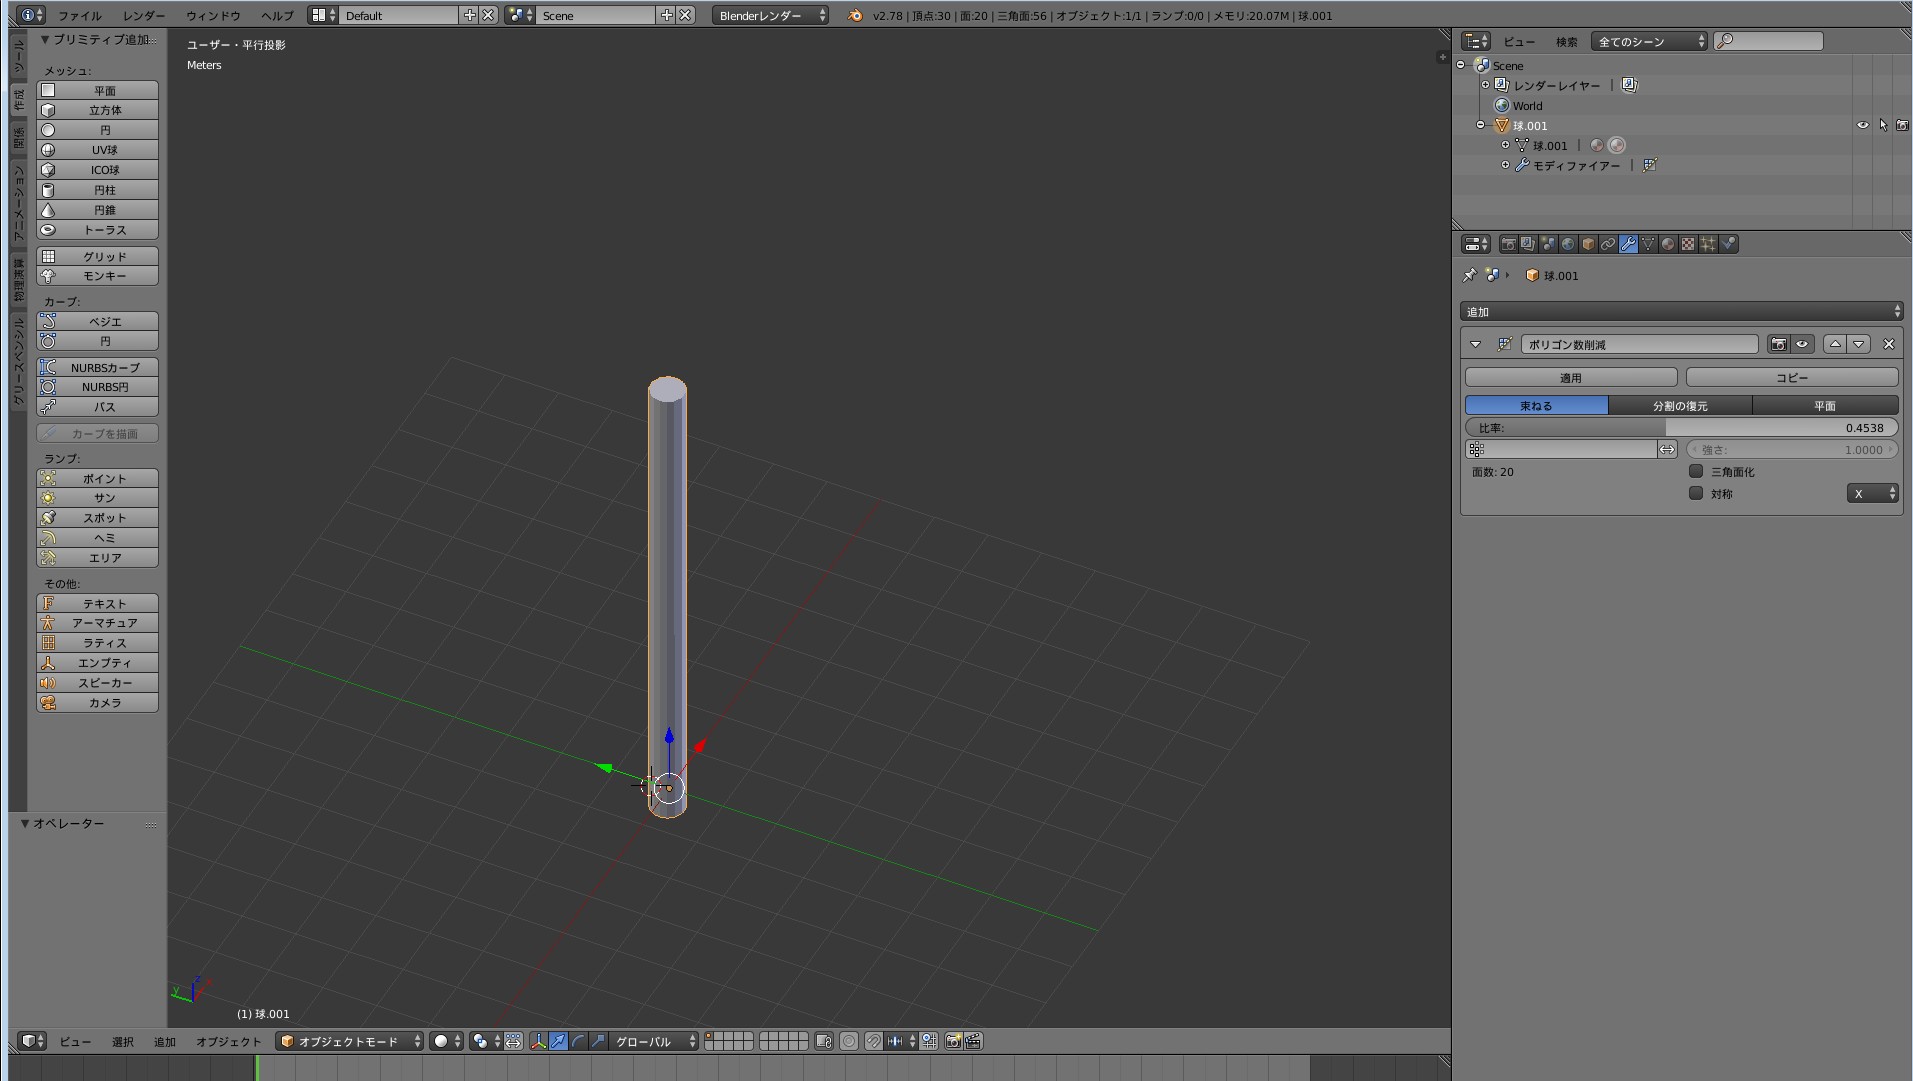 ファイル レンダー ウィンドウ ヘルプ Default Scene Blenderレンダー v2.78 | 頂点:30 | 面:20 | 三角面:56 | オブジェクト:1/1 | ランプ:0/0 | メモリ:20.07M | 球.001
ツール
作成
関係
アニメーション
物理演算
グリースペンシル
プリミティブ追加
メッシュ:
平面
立方体
円
UV球
ICO球
円柱
円錐
トーラス
グリッド
モンキー
カーブ:
ベジエ
円
NURBSカーブ
NURBS円
パス
カーブを描画
ランプ:
ポイント
サン
スポット
ヘミ
エリア
その他:
テキスト
アーマチュア
ラティス
エンプティ
スピーカー
カメラ
オペレーター
ユーザー・平行投影
Meters
z
y
(1) 球.001
ビュー 選択 追加 オブジェクト オブジェクトモード グローバル
ビュー 検索 全てのシーン
Scene
レンダーレイヤー |
World
球.001
球.001 |
モディファイアー |
球.001
追加
ポリゴン数削減
適用 コピー
束ねる 分割の復元 平面
比率: 0.4538
強さ: 1.0000
面数: 20 三角面化
対称 X